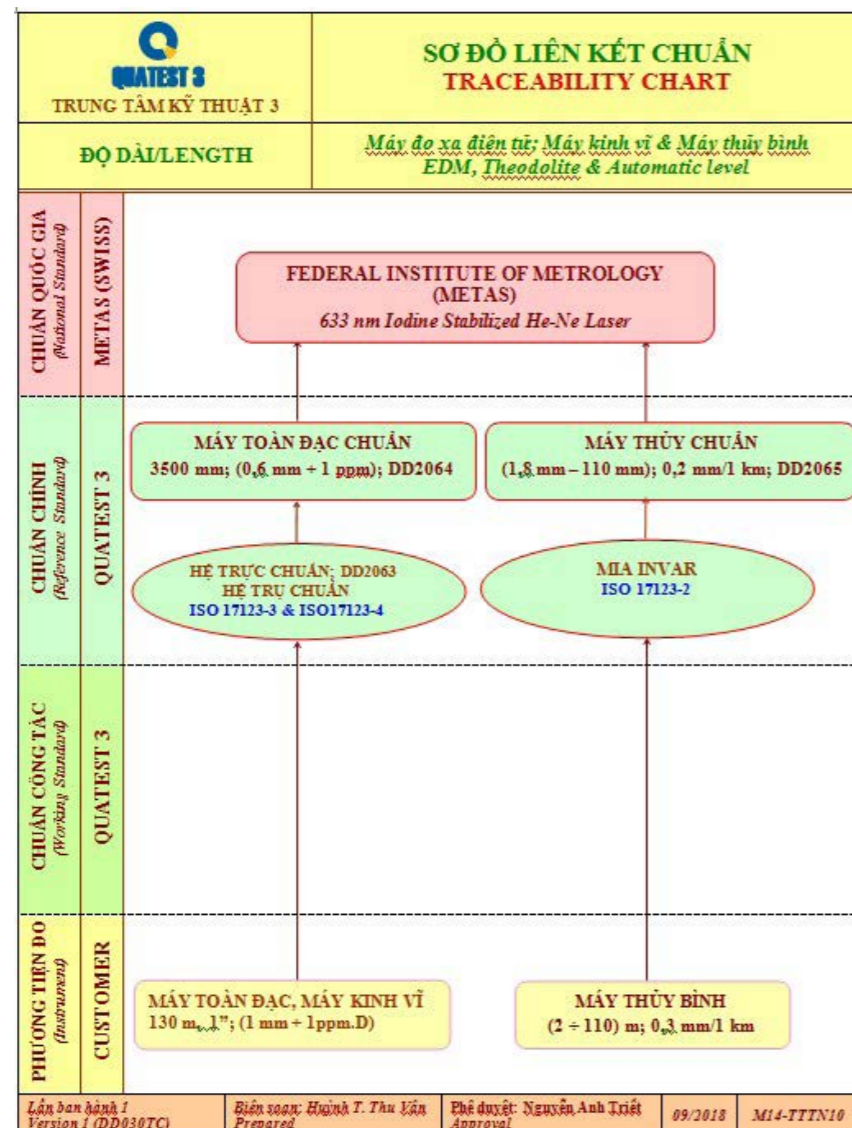 QUATEST 3
TRUNG TÂM KỸ THUẬT 3
SƠ ĐỒ LIÊN KẾT CHUẨN
TRACEABILITY CHART
ĐỘ DÀI/LENGTH
Máy đo xa điện tử; Máy kinh vĩ & Máy thủy bình
EDM, Theodolite & Automatic level
CHUẨN QUỐC GIA
(National Standard)
METAS (SWISS)
FEDERAL INSTITUTE OF METROLOGY
(METAS)
633 nm Iodine Stabilized He-Ne Laser
CHUẨN CHÍNH
(Reference Standard)
QUATEST 3
MÁY TOÀN ĐẠC CHUẨN
3500 mm; (0,6 mm + 1 ppm); DD2064
MÁY THỦY CHUẨN
(1,8 mm – 110 mm); 0,2 mm/1 km; DD2065
HỆ TRỰC CHUẨN; DD2063
HỆ TRỤ CHUẨN
ISO 17123-3 & ISO17123-4
MIA INVAR
ISO 17123-2
CHUẨN CÔNG TÁC
(Working Standard)
QUATEST 3
PHƯƠNG TIỆN ĐO
(Instrument)
CUSTOMER
MÁY TOÀN ĐẠC, MÁY KINH VĨ
130 m, 1”; (1 mm + 1ppm.D)
MÁY THỦY BÌNH
(2 ÷ 110) m; 0,3 mm/1 km
Lần ban hành 1
Version 1 (DD030TC)
Biên soạn: Huỳnh T. Thu Vân
Prepared
Phê duyệt: Nguyễn Anh Triết
Approval
09/2018
M14-TTTN10